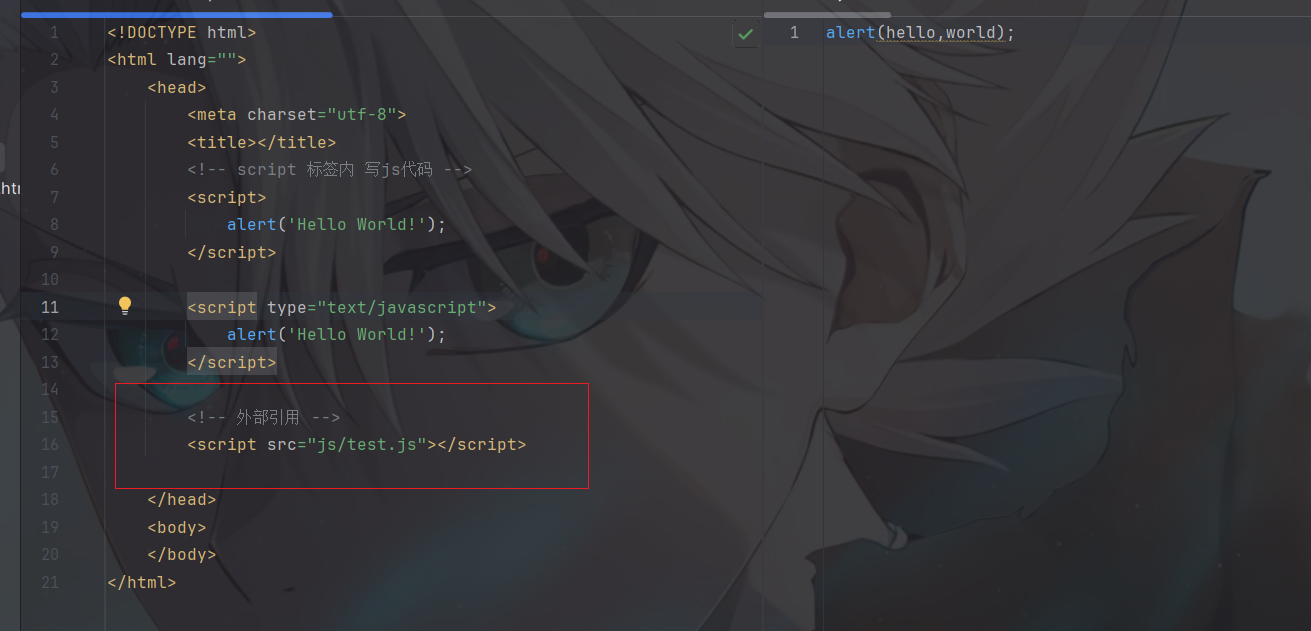 1 <!DOCTYPE html>
2 <html lang="">
3 <head>
4 <meta charset="utf-8">
5 <title></title>
6 <!-- script 标签内 写js代码 -->
7 <script>
8 alert('Hello World!');
9 </script>
10
11 <script type="text/javascript">
12 alert('Hello World!');
13 </script>
14
15 <!-- 外部引用 -->
16 <script src="js/test.js"></script>
17
18 </head>
19 <body>
20 </body>
21 </html>
1 alert(hello,world);